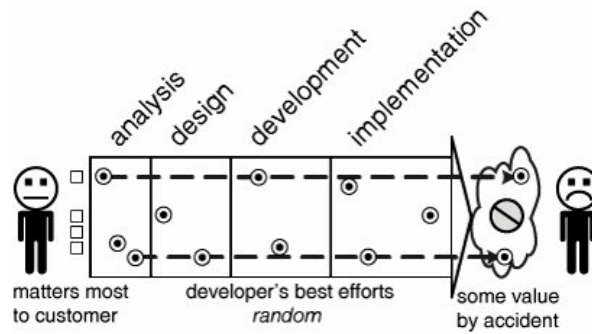 analysis
design
development
implementation
matters most
to customer
developer's best efforts
random
some value
by accident